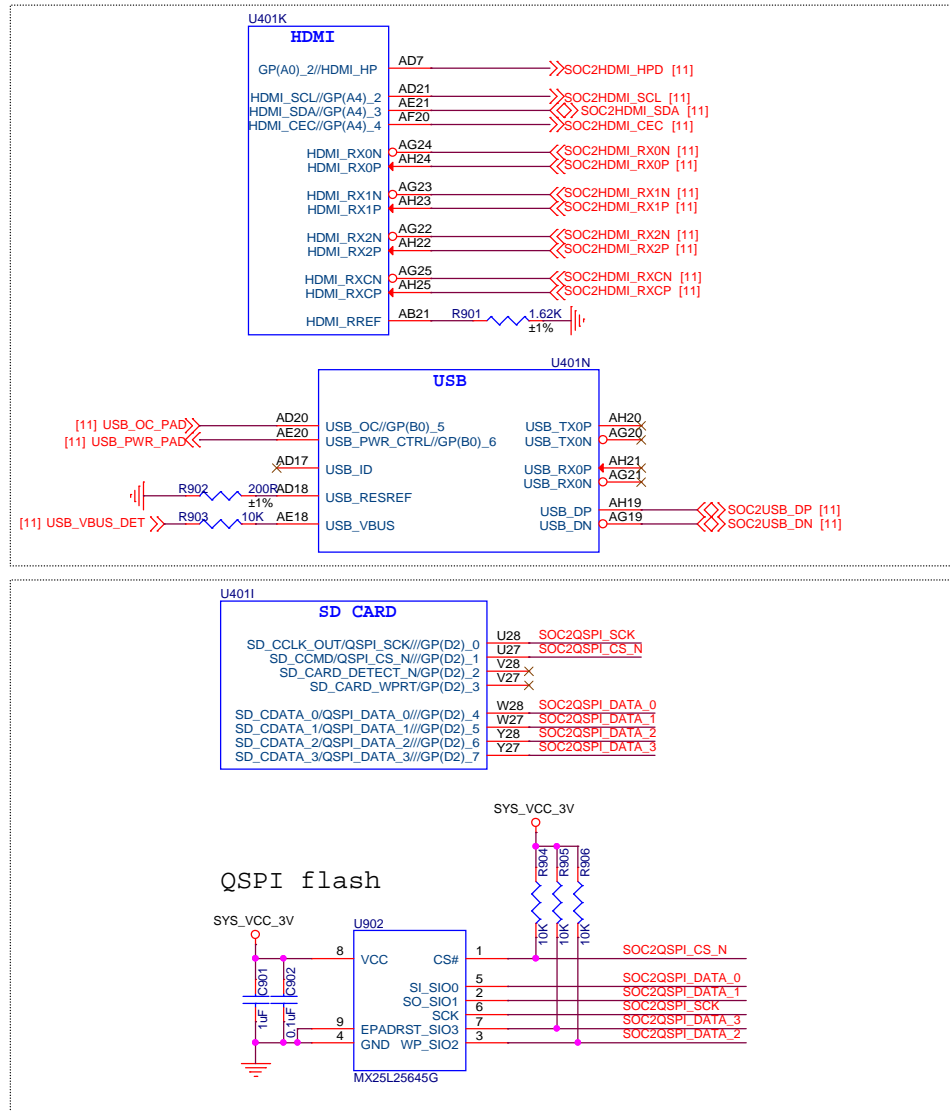 U401K
HDMI
GP(A0)_2//HDMI_HP AD7 SOC2HDMI_HPD [11]
HDMI_SCL//GP(A4)_2 AD21 SOC2HDMI_SCL [11]
HDMI_SDA//GP(A4)_3 AE21 SOC2HDMI_SDA [11]
HDMI_CEC//GP(A4)_4 AF20 SOC2HDMI_CEC [11]
HDMI_RX0N AG24 SOC2HDMI_RX0N [11]
HDMI_RX0P AH24 SOC2HDMI_RX0P [11]
HDMI_RX1N AG23 SOC2HDMI_RX1N [11]
HDMI_RX1P AH23 SOC2HDMI_RX1P [11]
HDMI_RX2N AG22 SOC2HDMI_RX2N [11]
HDMI_RX2P AH22 SOC2HDMI_RX2P [11]
HDMI_RXCN AG25 SOC2HDMI_RXCN [11]
HDMI_RXCP AH25 SOC2HDMI_RXCP [11]
HDMI_RREF AB21 R901 1.62K
±1%
U401N
USB
[11] USB_OC_PAD AD20 USB_OC//GP(B0)_5 USB_TX0P AH20
[11] USB_PWR_PAD AE20 USB_PWR_CTRL//GP(B0)_6 USB_TX0N AG20
AD17 USB_ID USB_RX0P AH21
USB_RX0N AG21
R902 200R AD18 USB_RESREF
±1%
USB_DP AH19 SOC2USB_DP [11]
[11] USB_VBUS_DET R903 10K AE18 USB_VBUS USB_DN AG19 SOC2USB_DN [11]
U401I
SD CARD
SD_CCLK_OUT/QSPI_SCK///GP(D2)_0 U28 SOC2QSPI_SCK
SD_CCMD/QSPI_CS_N///GP(D2)_1 U27 SOC2QSPI_CS_N
SD_CARD_DETECT_N/GP(D2)_2 V28
SD_CARD_WPRT/GP(D2)_3 V27
SD_CDATA_0/QSPI_DATA_0///GP(D2)_4 W28 SOC2QSPI_DATA_0
SD_CDATA_1/QSPI_DATA_1///GP(D2)_5 W27 SOC2QSPI_DATA_1
SD_CDATA_2/QSPI_DATA_2///GP(D2)_6 Y28 SOC2QSPI_DATA_2
SD_CDATA_3/QSPI_DATA_3///GP(D2)_7 Y27 SOC2QSPI_DATA_3
SYS_VCC_3V
R904 R905 R906
10K 10K 10K
QSPI flash
SYS_VCC_3V
U902
C901 C902
1uF 0.1uF
8 VCC CS# 1 SOC2QSPI_CS_N
SI_SIO0 5 SOC2QSPI_DATA_0
SO_SIO1 2 SOC2QSPI_DATA_1
SCK 6 SOC2QSPI_SCK
9 EPADRST_SIO3 7 SOC2QSPI_DATA_3
4 GND WP_SIO2 3 SOC2QSPI_DATA_2
MX25L25645G